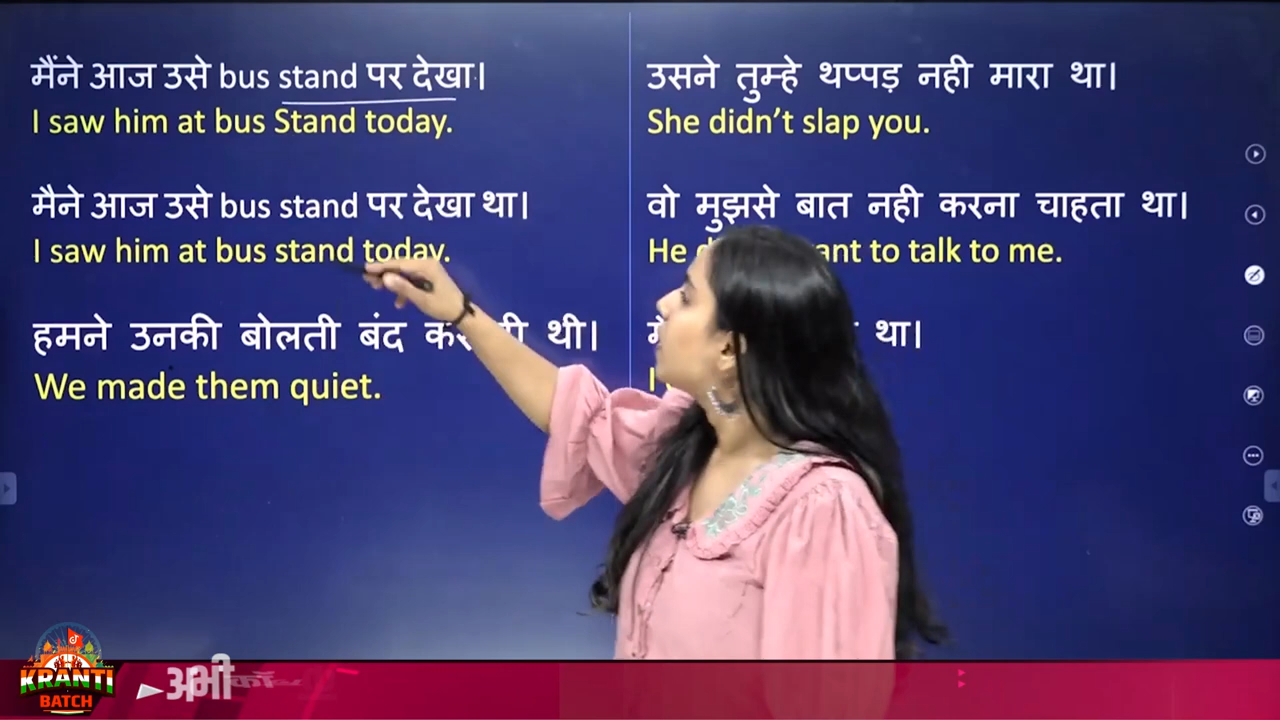 मैंने आज उसे bus stand पर देखा।
I saw him at bus Stand today.
मैने आज उसे bus stand पर देखा था।
I saw him at bus stand today.
हमने उनकी बोलती बंद थी।
We made them quiet.
उसने तुम्हे थप्पड़ नही मारा था।
She didn't slap you.
वो मुझसे बात नही करना चाहता था।
He to talk to me.
था।
I
KRANTI
BATCH
अभी